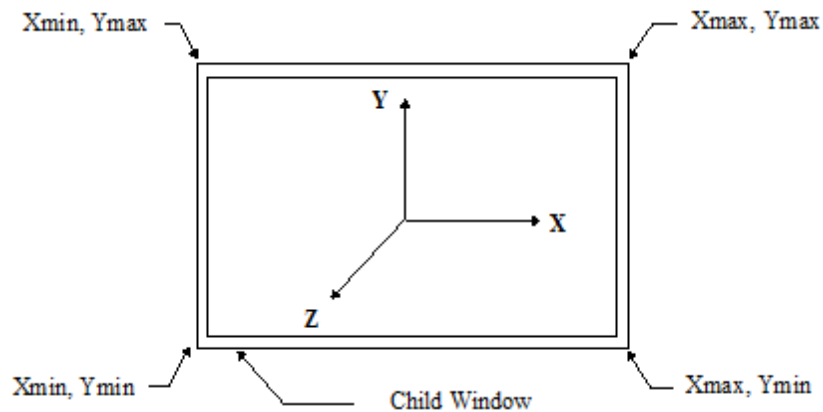 Xmin, Ymax
Xmax, Ymax
Y
X
Z
Xmin, Ymin
Xmax, Ymin
Child Window